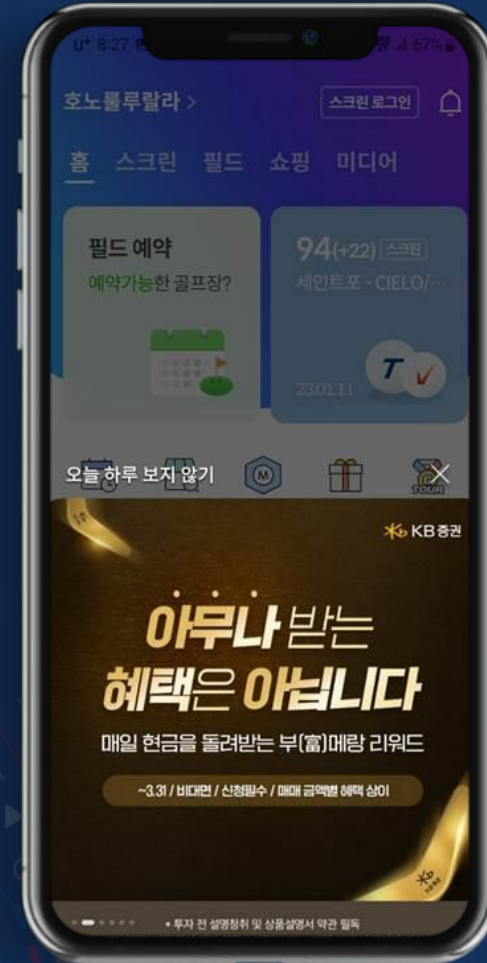 U⁺ 8:27
67%
호노룰루랄라 >
스크린 로그인
홈 스크린 필드 쇼핑 미디어
필드 예약
예약가능한 골프장?
94(+22) 스크린
세인트포 - CIELO/…
23.01.11
T V
M
TOUR
오늘 하루 보지 않기
KB 증권
아무나 받는
혜택은 아닙니다
매일 현금을 돌려받는 부(富)메랑 리워드
~3.31 / 비대면 / 신청필수 / 매매 금액별 혜택 상이
• 투자 전 설명청취 및 상품설명서 약관 필독